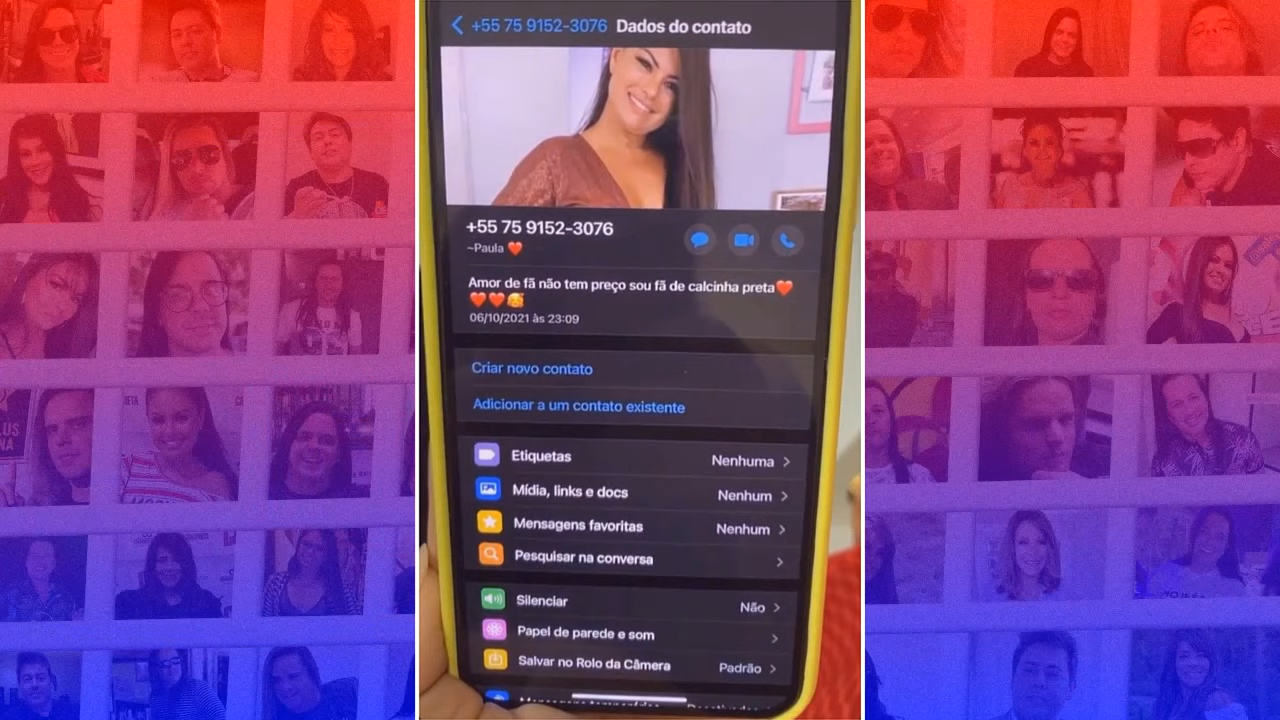 +55 75 9152-3076 Dados do contato
+55 75 9152-3076
~Paula ❤️
Amor de fã não tem preço sou fã de calcinha preta❤️
❤️❤️🥰
06/10/2021 às 23:09
Criar novo contato
Adicionar a um contato existente
Etiquetas Nenhuma
Mídia, links e docs Nenhum
Mensagens favoritas Nenhum
Pesquisar na conversa
Silenciar Não
Papel de parede e som
Salvar no Rolo da Câmera Padrão